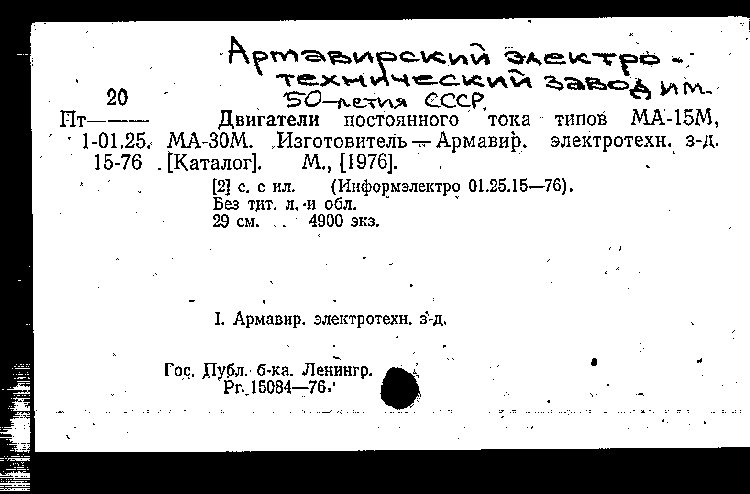 Армавирский электро-
технический завод им.
50-летия СССР.
20
Пт——— Двигатели постоянного тока типов МА-15М,
1-01.25. МА-30М. Изготовитель — Армавир. электротехн. з-д.
15-76 [Каталог]. М., [1976].
[2] с. с ил. (Информэлектро 01.25.15—76).
Без тит. л. и обл.
29 см. 4900 экз.
I. Армавир. электротехн. з-д.
Гос. Публ. б-ка. Ленингр.
Рг. 15084—76.